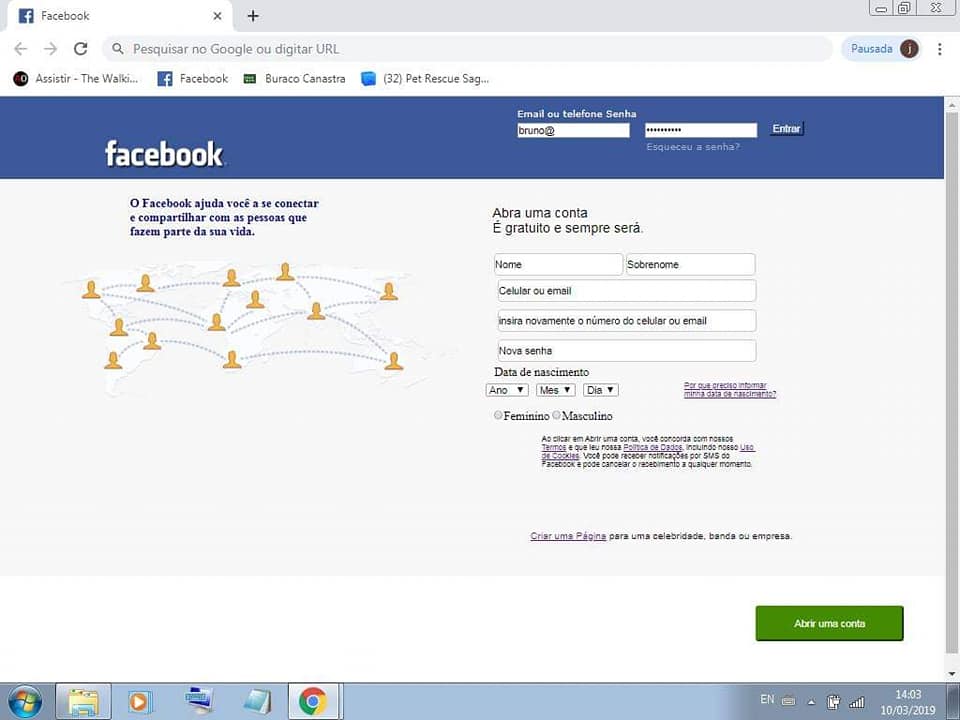 Facebook
Pesquisar no Google ou digitar URL
Pausada j
Assistir - The Walki... Facebook Buraco Canastra (32) Pet Rescue Sag...
Email ou telefone Senha
bruno@ ••••••••••
Entrar
Esqueceu a senha?
facebook.
O Facebook ajuda você a se conectar
e compartilhar com as pessoas que
fazem parte da sua vida.
Abra uma conta
É gratuito e sempre será.
Nome Sobrenome
Celular ou email
insira novamente o número do celular ou email
Nova senha
Data de nascimento
Ano Mes Dia
Por que preciso informar
minha data de nascimento?
Feminino Masculino
Ao clicar em Abrir uma conta, você concorda com nossos
Termos e que leu nossa Política de Dados, incluindo nosso Uso
de Cookies. Você pode receber notificações por SMS do
Facebook e pode cancelar o recebimento a qualquer momento.
Criar uma Página para uma celebridade, banda ou empresa.
Abrir uma conta
EN
14:03
10/03/2019